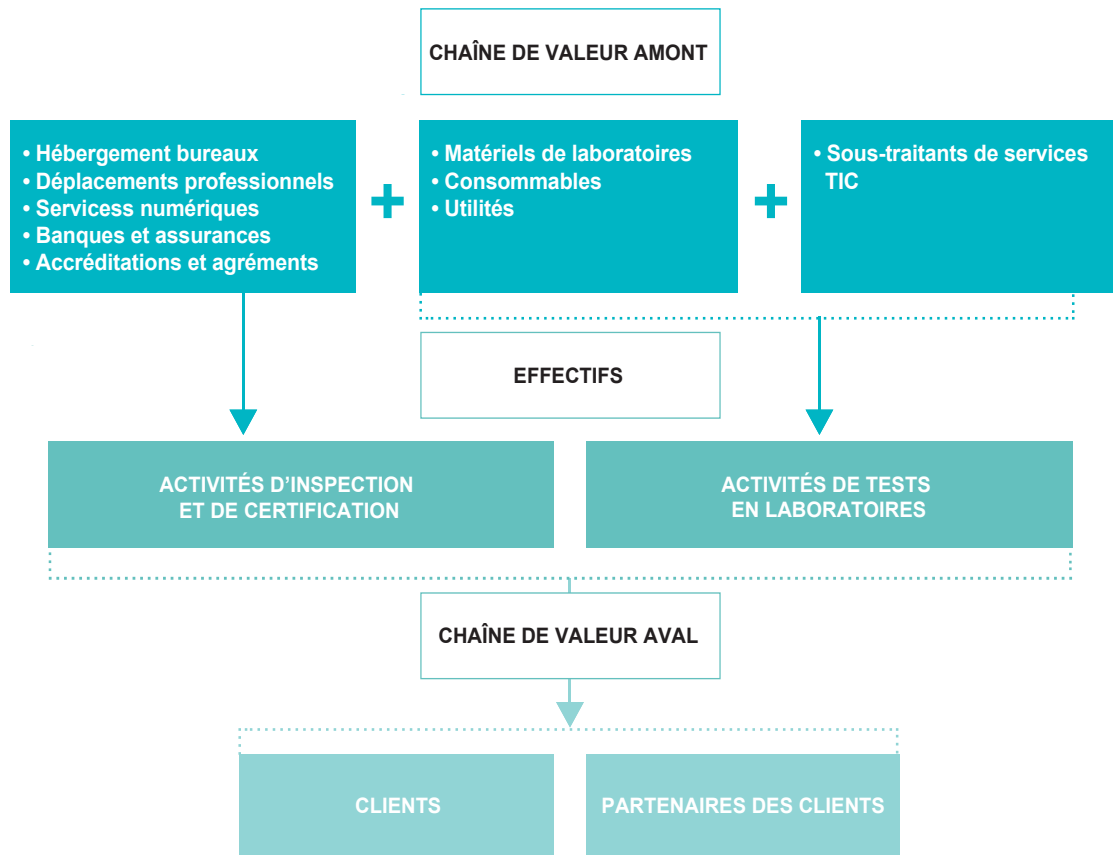 CHAÎNE DE VALEUR AMONT
• Hébergement bureaux
• Déplacements professionnels
• Servicess numériques
• Banques et assurances
• Accréditations et agréments
• Matériels de laboratoires
• Consommables
• Utilités
• Sous-traitants de services
TIC
EFFECTIFS
ACTIVITÉS D’INSPECTION
ET DE CERTIFICATION
ACTIVITÉS DE TESTS
EN LABORATOIRES
CHAÎNE DE VALEUR AVAL
CLIENTS
PARTENAIRES DES CLIENTS